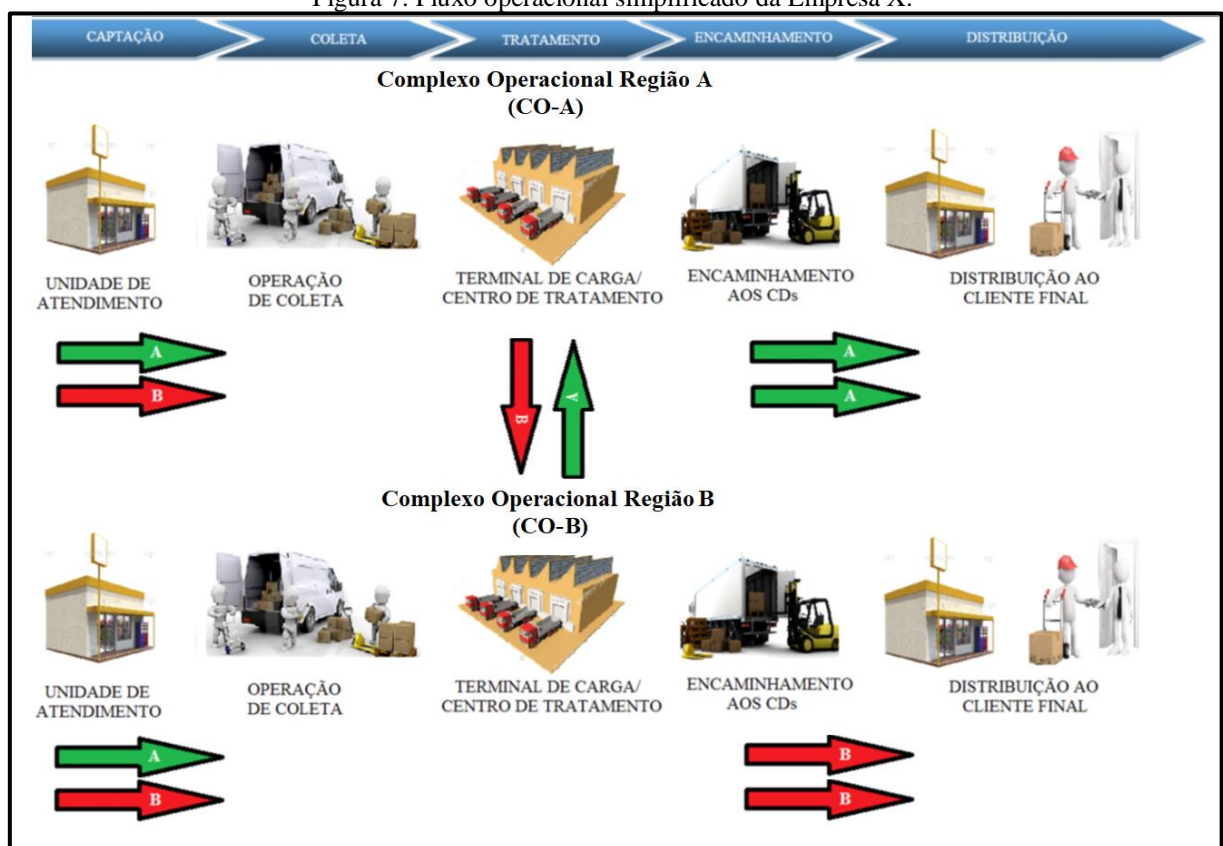 Figura 7. Fluxo operacional simplificado da Empresa X.
CAPTAÇÃO
COLETA
TRATAMENTO
ENCAMINHAMENTO
DISTRIBUIÇÃO
Complexo Operacional Região A
(CO-A)
UNIDADE DE
ATENDIMENTO
OPERAÇÃO
DE COLETA
TERMINAL DE CARGA/
CENTRO DE TRATAMENTO
ENCAMINHAMENTO
AOS CDs
DISTRIBUIÇÃO AO
CLIENTE FINAL
A
B
B
A
A
A
Complexo Operacional Região B
(CO-B)
UNIDADE DE
ATENDIMENTO
OPERAÇÃO
DE COLETA
TERMINAL DE CARGA/
CENTRO DE TRATAMENTO
ENCAMINHAMENTO
AOS CDs
DISTRIBUIÇÃO AO
CLIENTE FINAL
A
B
B
B